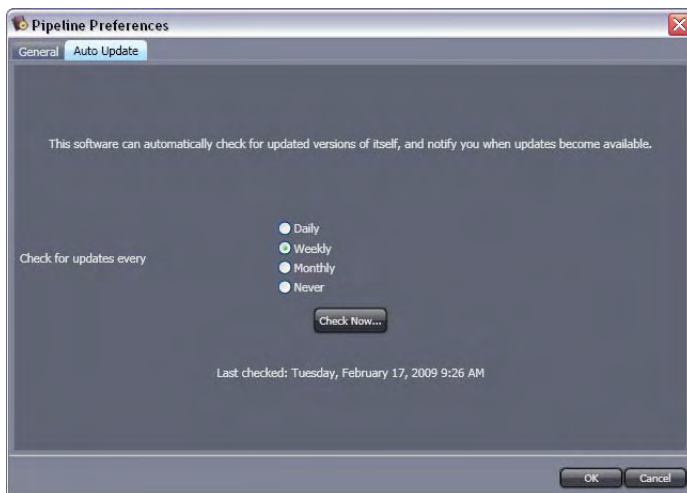 Pipeline Preferences
General Auto Update
This software can automatically check for updated versions of itself, and notify you when updates become available.
Check for updates every
Daily
Weekly
Monthly
Never
Check Now...
Last checked: Tuesday, February 17, 2009 9:26 AM
OK Cancel